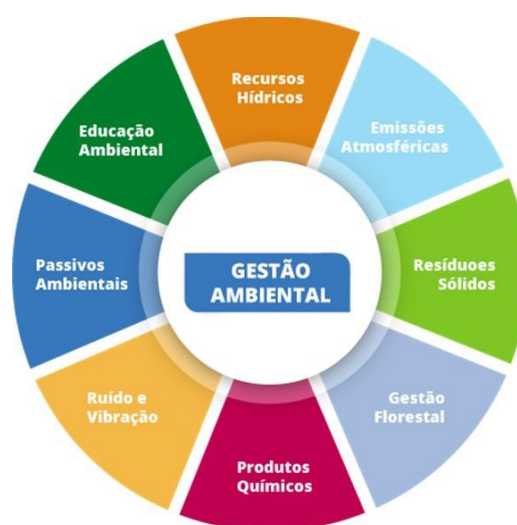 Recursos
Hídricos
Emissões
Atmosféricas
Resíduoes
Sólidos
Gestão
Florestal
Produtos
Químicos
Ruído e
Vibração
Passivos
Ambientais
Educação
Ambiental
GESTÃO
AMBIENTAL